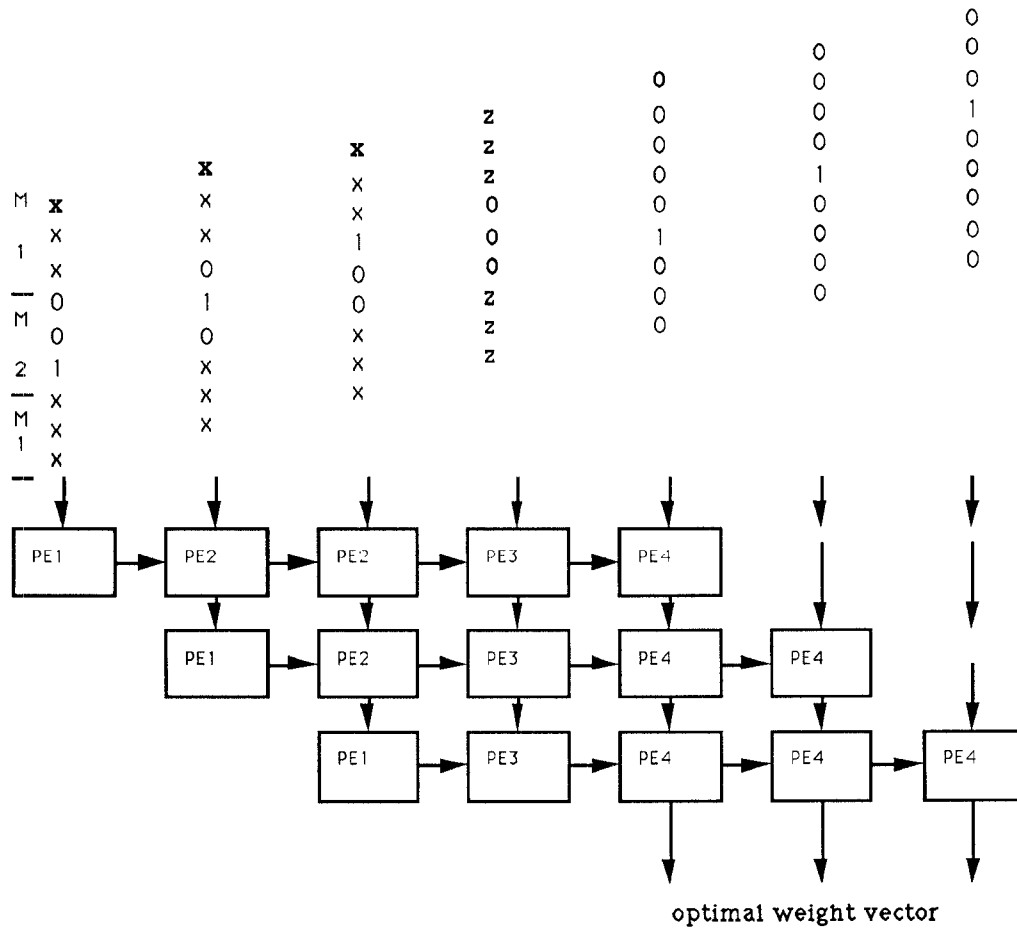 M 1 M 2 M 1
x x x 0 0 1 x x x
x x x 0 1 0 x x x
x x x 1 0 0 x x x
z z z 0 0 0 z z z
0 0 0 0 0 1 0 0 0
0 0 0 0 1 0 0 0 0
0 0 0 1 0 0 0 0 0
PE1 PE2 PE2 PE3 PE4
PE1 PE2 PE3 PE4 PE4
PE1 PE3 PE4 PE4 PE4
optimal weight vector